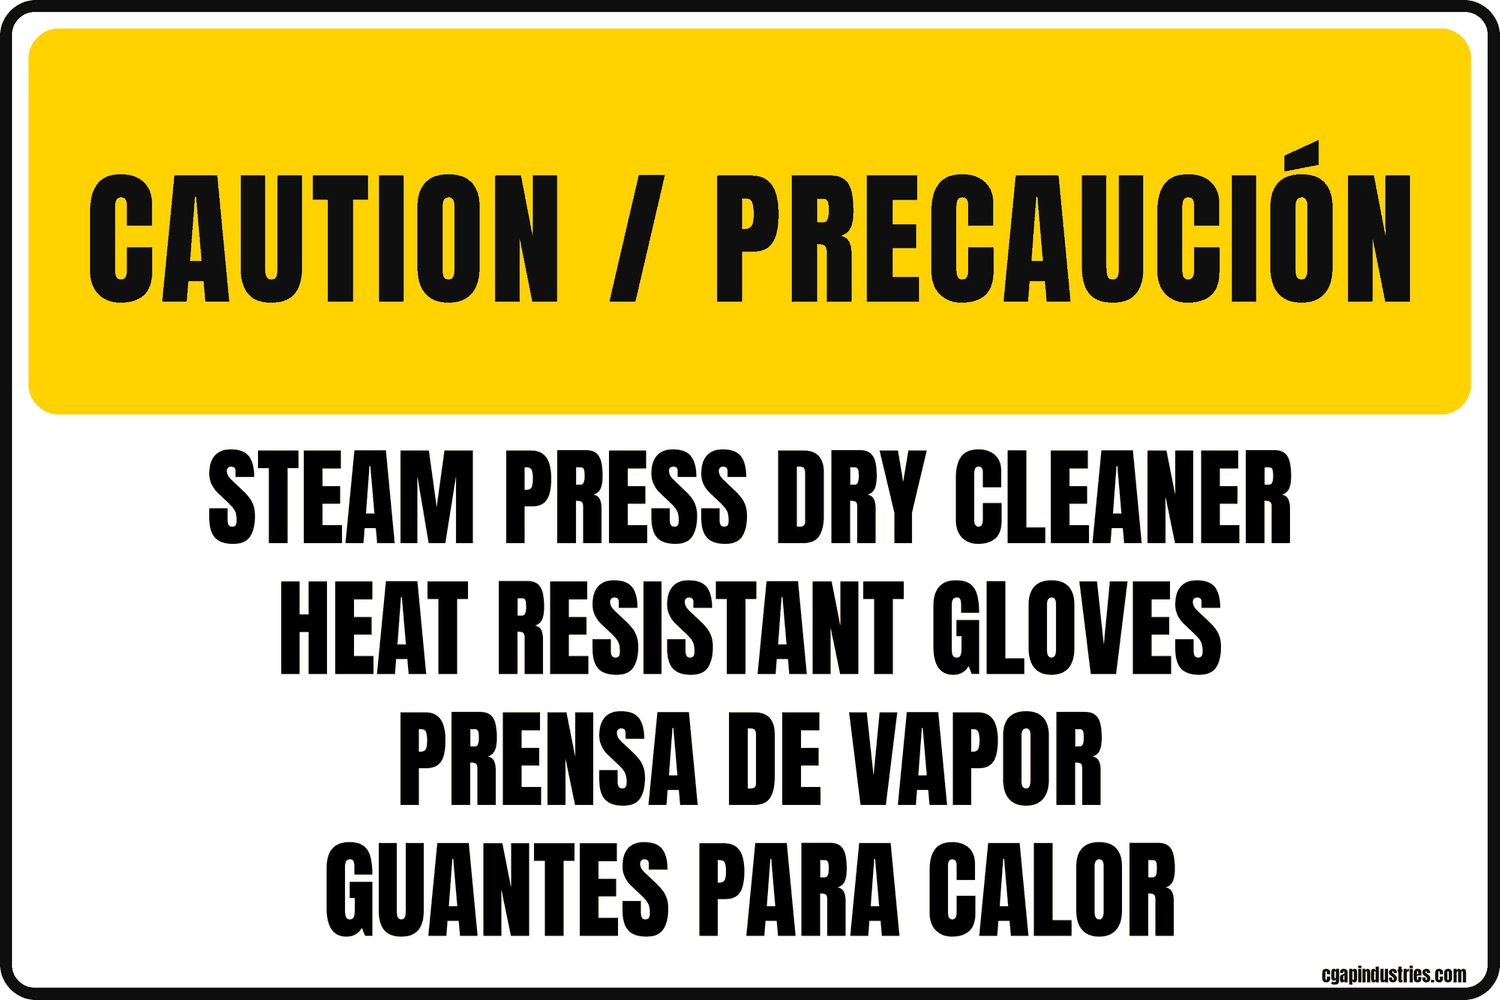 CAUTION / PRECAUCIÓN
STEAM PRESS DRY CLEANER
HEAT RESISTANT GLOVES
PRENSA DE VAPOR
GUANTES PARA CALOR
cgapindustries.com